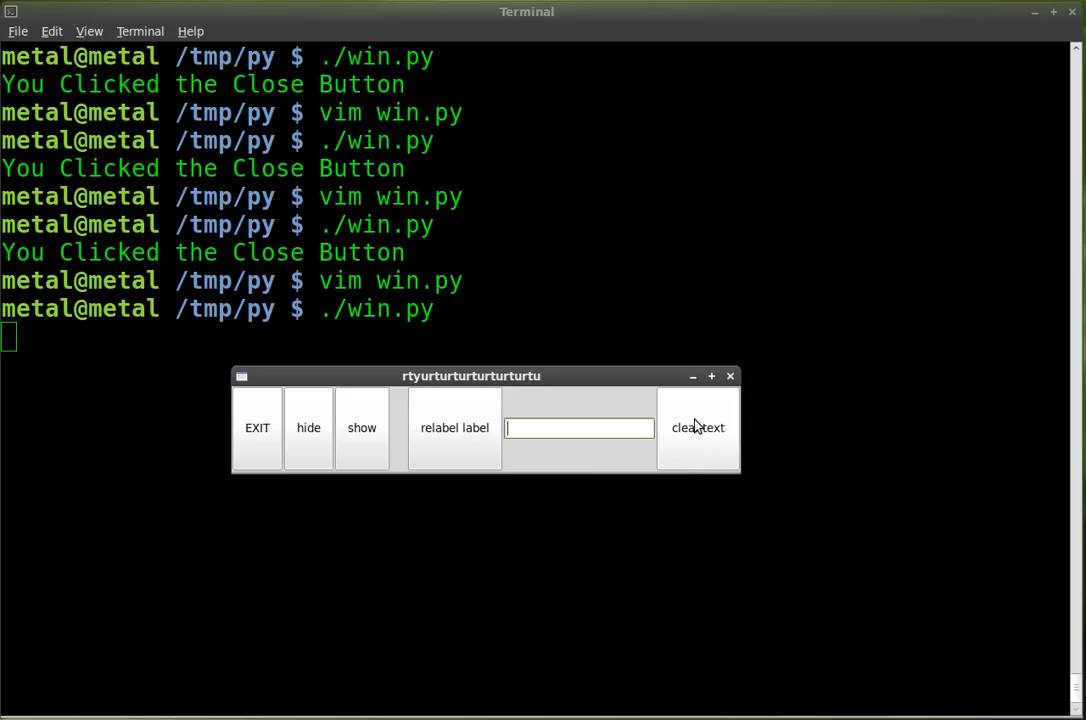 Terminal
File Edit View Terminal Help
metal@metal /tmp/py $ ./win.py
You Clicked the Close Button
metal@metal /tmp/py $ vim win.py
metal@metal /tmp/py $ ./win.py
You Clicked the Close Button
metal@metal /tmp/py $ vim win.py
metal@metal /tmp/py $ ./win.py
You Clicked the Close Button
metal@metal /tmp/py $ vim win.py
metal@metal /tmp/py $ ./win.py
rtyurturturturturturtu
EXIT hide show relabel label clear text